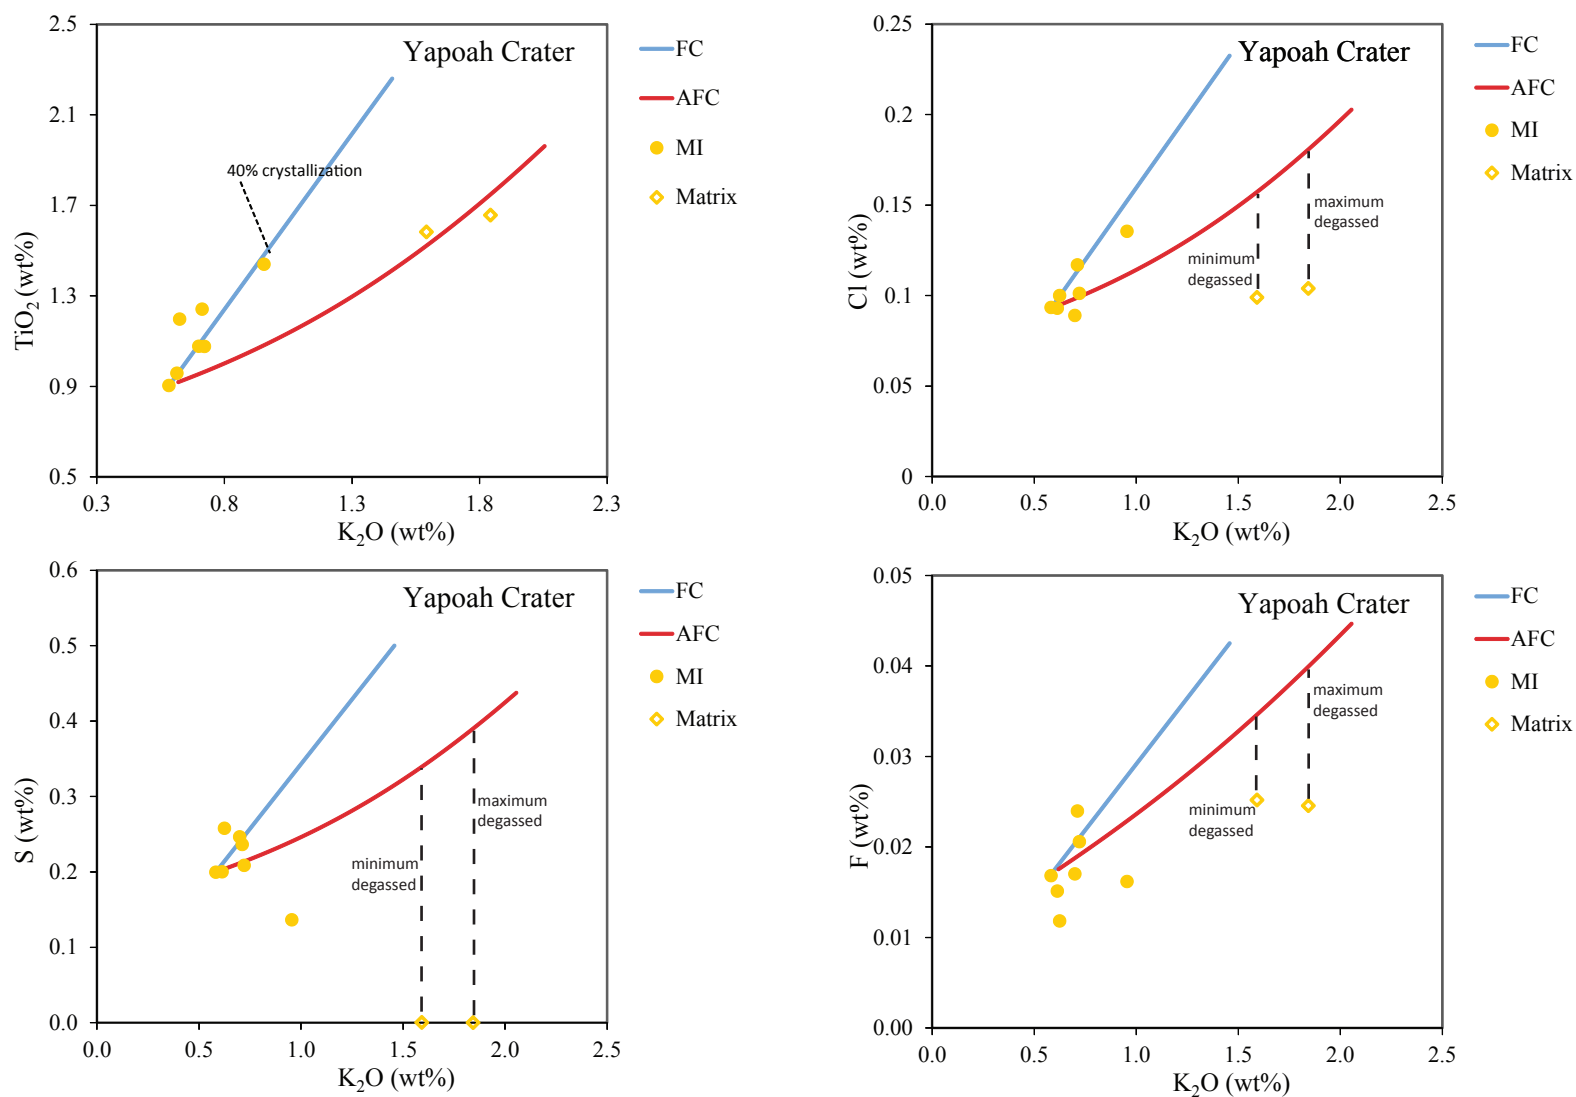 2.5
2.1
1.7
1.3
0.9
0.5
TiO2 (wt%)
0.3 0.8 1.3 1.8 2.3
K2O (wt%)
Yapoah Crater
40% crystallization
FC
AFC
MI
Matrix
0.25
0.2
0.15
0.1
0.05
0
Cl (wt%)
0.0 0.5 1.0 1.5 2.0 2.5
K2O (wt%)
Yapoah Crater
maximum
degassed
minimum
degassed
FC
AFC
MI
Matrix
0.6
0.5
0.4
0.3
0.2
0.1
0.0
S (wt%)
0.0 0.5 1.0 1.5 2.0 2.5
K2O (wt%)
Yapoah Crater
maximum
degassed
minimum
degassed
FC
AFC
MI
Matrix
0.05
0.04
0.03
0.02
0.01
0.00
F (wt%)
0.0 0.5 1.0 1.5 2.0 2.5
K2O (wt%)
Yapoah Crater
maximum
degassed
minimum
degassed
FC
AFC
MI
Matrix